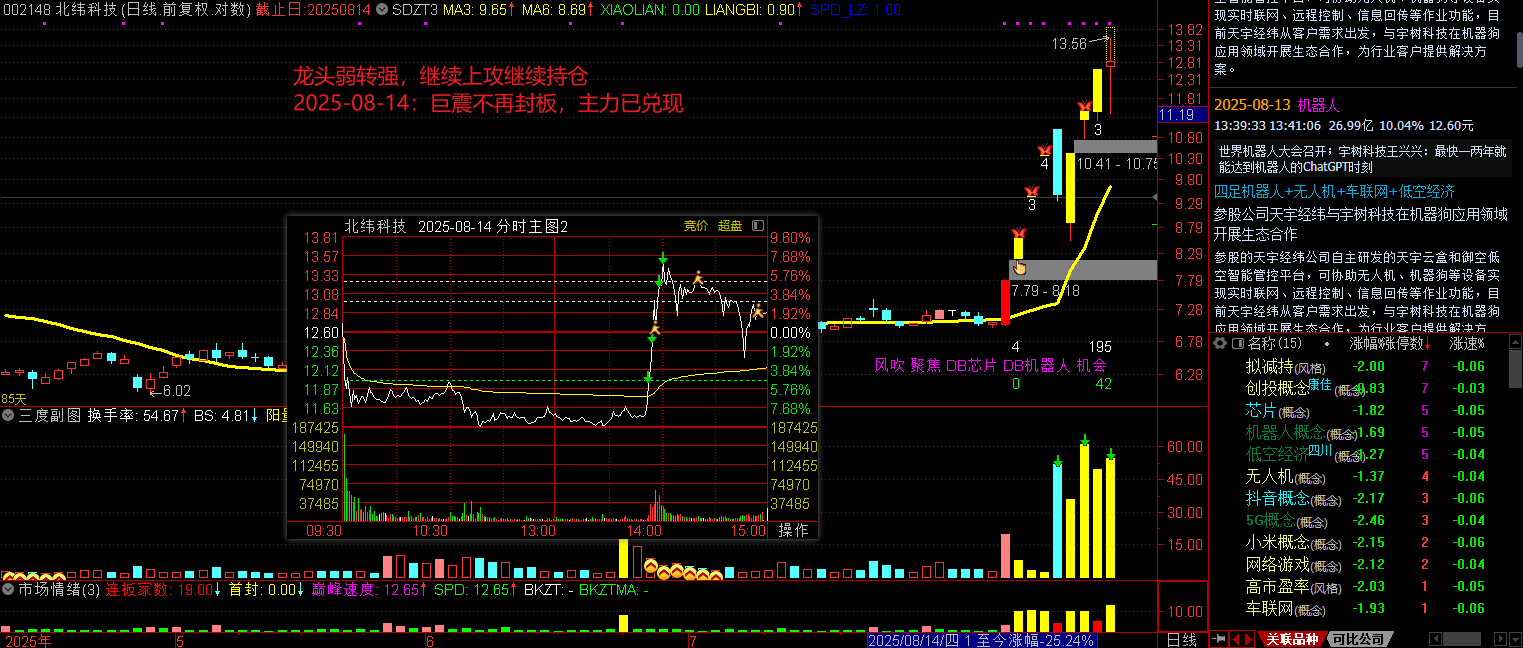 002148 北纬科技(日线.前复权.对数) 截止日:20250814 SDZT3 MA3: 9.65↑ MA6: 8.69↑ XIAOLIAN: 0.00 LIANGBI: 0.90↑ SPD_LZ 1.00
龙头弱转强，继续上攻继续持仓
2025-08-14：巨震不再封板，主力已兑现
13.56
3
4
3
10.41 - 10.75
7.79 - 8.18
6.02
85天
4
195
风吹 聚焦 DB芯片 DB机器人 机会
0
42
13.82
13.31
12.81
12.31
11.81
11.19
10.80
10.30
9.80
9.29
8.78
8.29
7.79
7.28
6.78
6.28
北纬科技 2025-08-14 分时主图2 竞价 超盘
13.81
13.57
13.33
13.08
12.84
12.60
12.36
12.12
11.87
11.63
187425
149940
112455
74970
37485
9.60%
7.68%
5.76%
3.84%
1.92%
0.00%
1.92%
3.84%
5.76%
7.68%
187425
149940
112455
74970
37485
09:30
10:30
13:00
14:00
15:00
操作
三度副图 换手率: 54.67↑ BS: 4.81↓
60.00
45.00
30.00
15.00
市场情绪(3) 连板家数: 19.00↓ 首封: 0.00↓ 巅峰速度: 12.65↑ SPD: 12.65↑ BKZT: - BKZTMA: -
10.00
2025年
5
6
7
2025/08/14/四 1 至今涨幅-25.24%
日线
现实时联网、远程控制、信息回传等作业功能，目
前天宇经纬从客户需求出发，与宇树科技在机器狗
应用领域开展生态合作，为行业客户提供解决方
案。
2025-08-13 机器人
13:39:33 13:41:06 26.99亿 10.04% 12.60元
世界机器人大会召开；宇树科技王兴兴：最快一两年就
能达到机器人的ChatGPT时刻
四足机器人+无人机+车联网+低空经济
参股公司天宇经纬与宇树科技在机器狗应用领域
开展生态合作
参股的天宇经纬公司自主研发的天宇云盒和御空低
空智能管控平台，可协助无人机、机器狗等设备实
现实时联网、远程控制、信息回传等作业功能，目
前天宇经纬从客户需求出发，与宇树科技在机器狗
应用领域开展生态合作，为行业客户提供解决方
名称(15) 涨幅% 涨停数↓ 涨速%
拟减持(风格) -2.00 7 -0.06
创投概念康佳(概念) 0.83 7 -0.03
芯片(概念) -1.82 5 -0.05
机器人概念(概念) 1.69 5 -0.05
低空经济四川(概念) 1.27 5 -0.04
无人机(概念) -1.37 4 -0.04
抖音概念(概念) -2.17 3 -0.06
5G概念(概念) -2.46 3 -0.04
小米概念(概念) -2.15 2 -0.06
网络游戏(概念) -2.12 2 -0.04
高市盈率(风格) -2.03 1 -0.05
车联网(概念) -1.93 1 -0.06
关联品种 可比公司